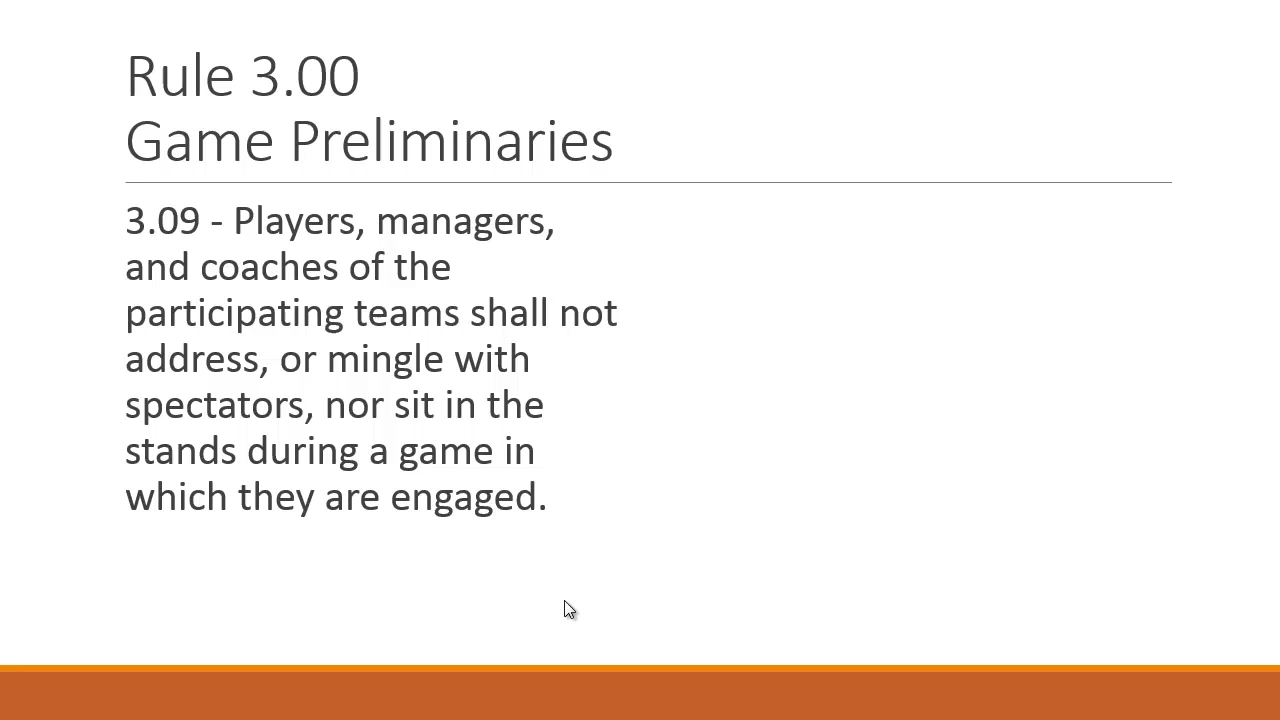 Rule 3.00
Game Preliminaries
3.09 - Players, managers,
and coaches of the
participating teams shall not
address, or mingle with
spectators, nor sit in the
stands during a game in
which they are engaged.